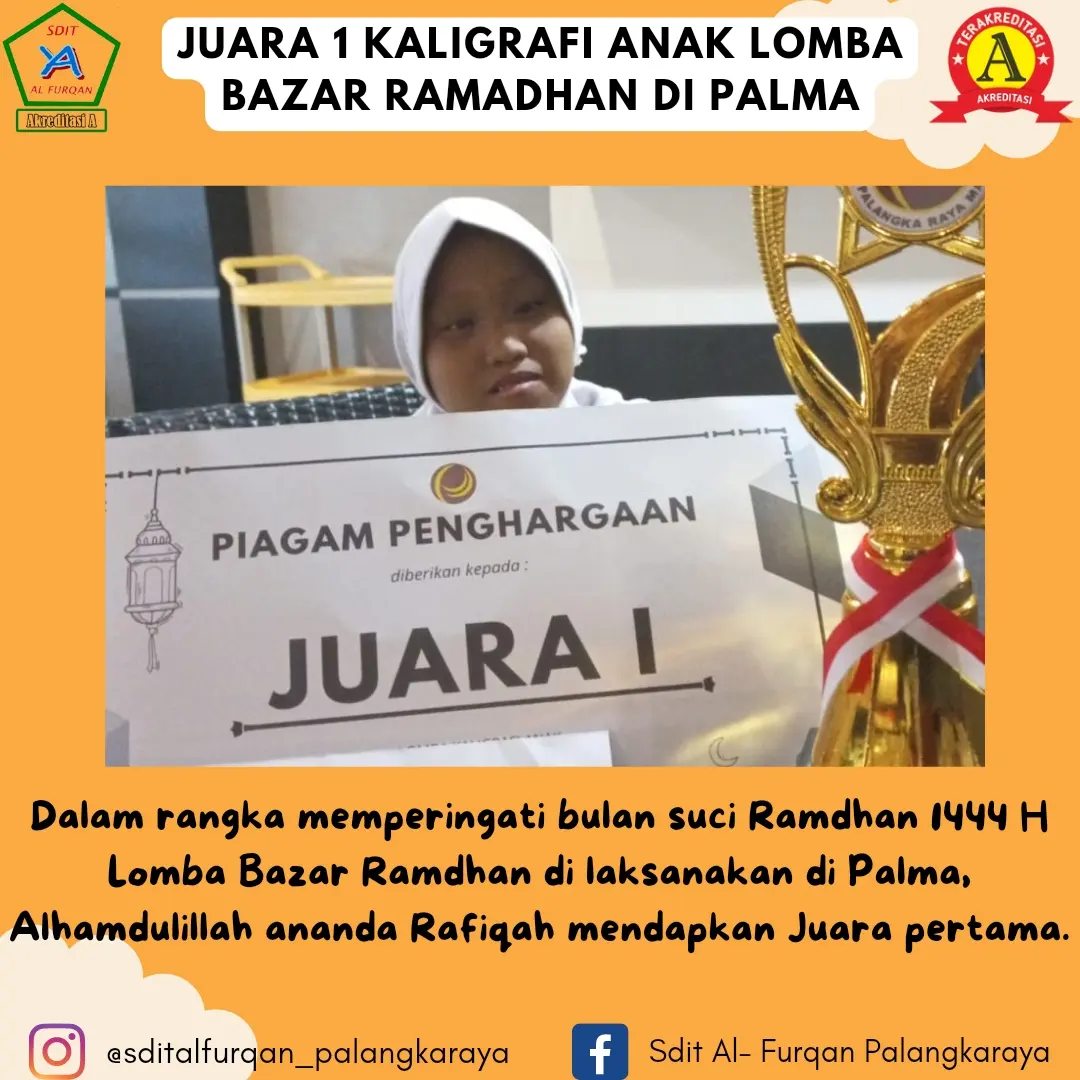 SDIT
YA
AL FURQAN
Akreditasi A
JUARA 1 KALIGRAFI ANAK LOMBA
BAZAR RAMADHAN DI PALMA
TERAKREDITASI
A
AKREDITASI
PALANGKA RAYA
PIAGAM PENGHARGAAN
diberikan kepada :
JUARA I
Dalam rangka memperingati bulan suci Ramdhan 1444 H
Lomba Bazar Ramdhan di laksanakan di Palma,
Alhamdulillah ananda Rafiqah mendapkan Juara pertama.
@sditalfurqan_palangkaraya
Sdit Al- Furqan Palangkaraya